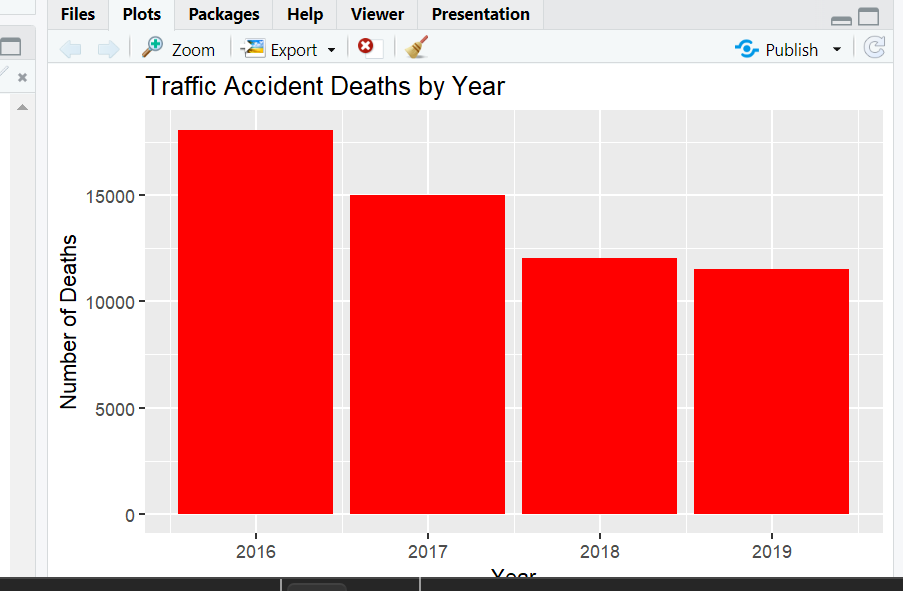 Files Plots Packages Help Viewer Presentation
Zoom Export Publish
Traffic Accident Deaths by Year
Number of Deaths
15000
10000
5000
0
2016 2017 2018 2019
Year